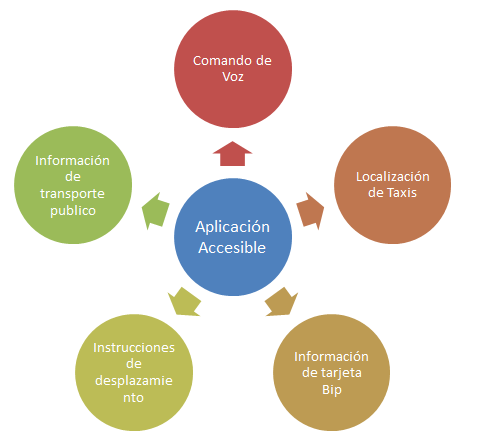 Comando de
Voz
Información
de
transporte
publico
Localización
de Taxis
Aplicación
Accesible
Instrucciones
de
desplazamie
nto
Información
de tarjeta
Bip